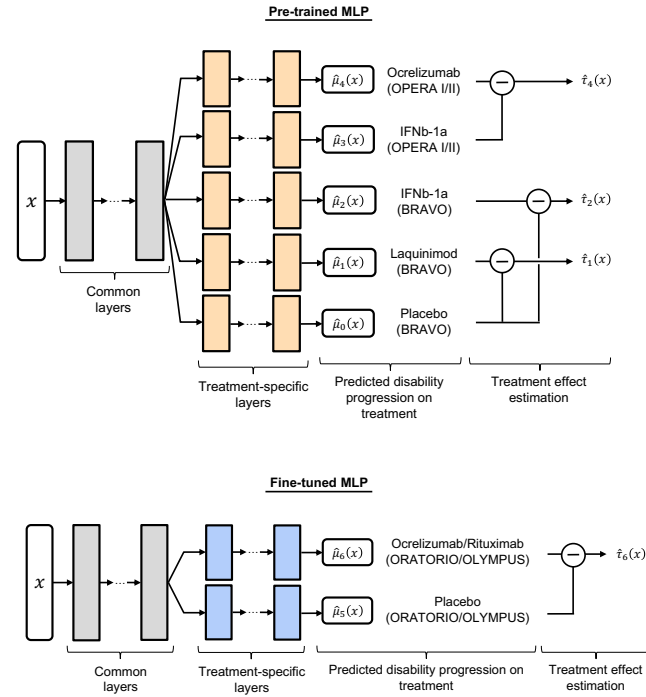 Pre-trained MLP
μ̂₄(x) Ocrelizumab (OPERA I/II) − τ̂₄(x)
μ̂₃(x) IFNb-1a (OPERA I/II)
x ... ...
μ̂₂(x) IFNb-1a (BRAVO) − τ̂₂(x)
μ̂₁(x) Laquinimod (BRAVO) − τ̂₁(x)
μ̂₀(x) Placebo (BRAVO)
Common
layers
Treatment-specific
layers
Predicted disability
progression on
treatment
Treatment effect
estimation
Fine-tuned MLP
μ̂₆(x) Ocrelizumab/Rituximab (ORATORIO/OLYMPUS) − τ̂₆(x)
x ... ...
μ̂₅(x) Placebo (ORATORIO/OLYMPUS)
Common
layers
Treatment-specific
layers
Predicted disability progression on
treatment
Treatment effect
estimation